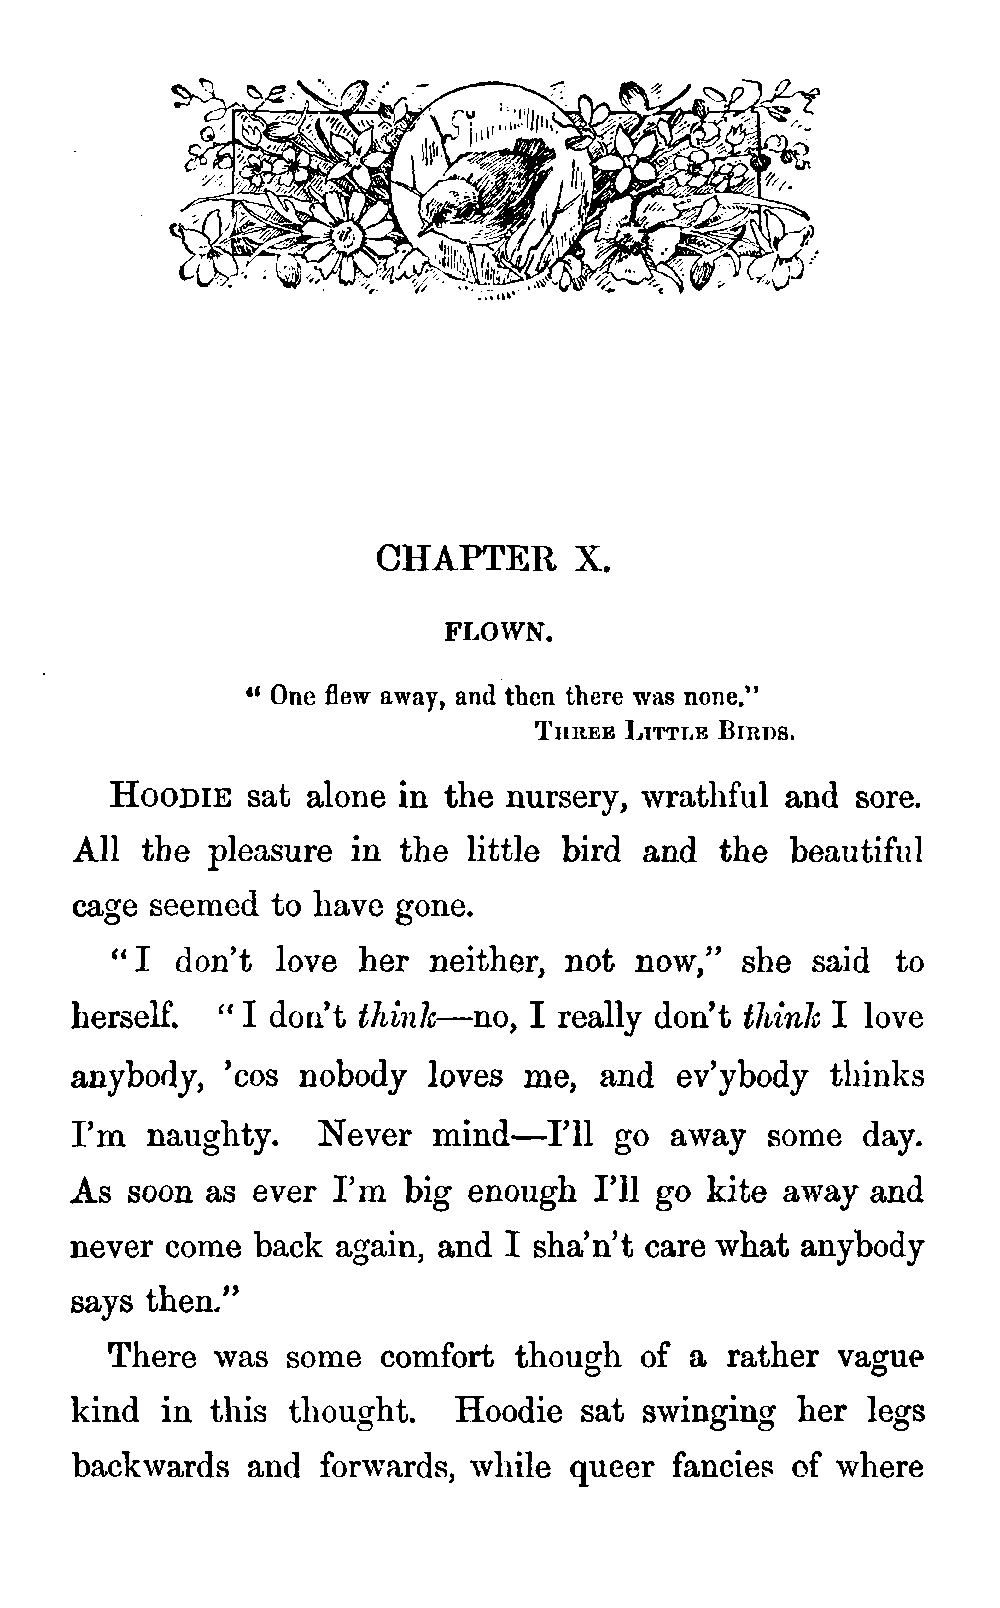 CHAPTER X.
FLOWN.
“ One flew away, and then there was none.”
THREE LITTLE BIRDS.
HOODIE sat alone in the nursery, wrathful and sore.
All the pleasure in the little bird and the beautiful
cage seemed to have gone.
“ I don’t love her neither, not now,” she said to
herself. “ I don’t think—no, I really don’t think I love
anybody, ’cos nobody loves me, and ev’ybody thinks
I’m naughty. Never mind—I’ll go away some day.
As soon as ever I’m big enough I’ll go kite away and
never come back again, and I sha’n’t care what anybody
says then.”
There was some comfort though of a rather vague
kind in this thought. Hoodie sat swinging her legs
backwards and forwards, while queer fancies of where